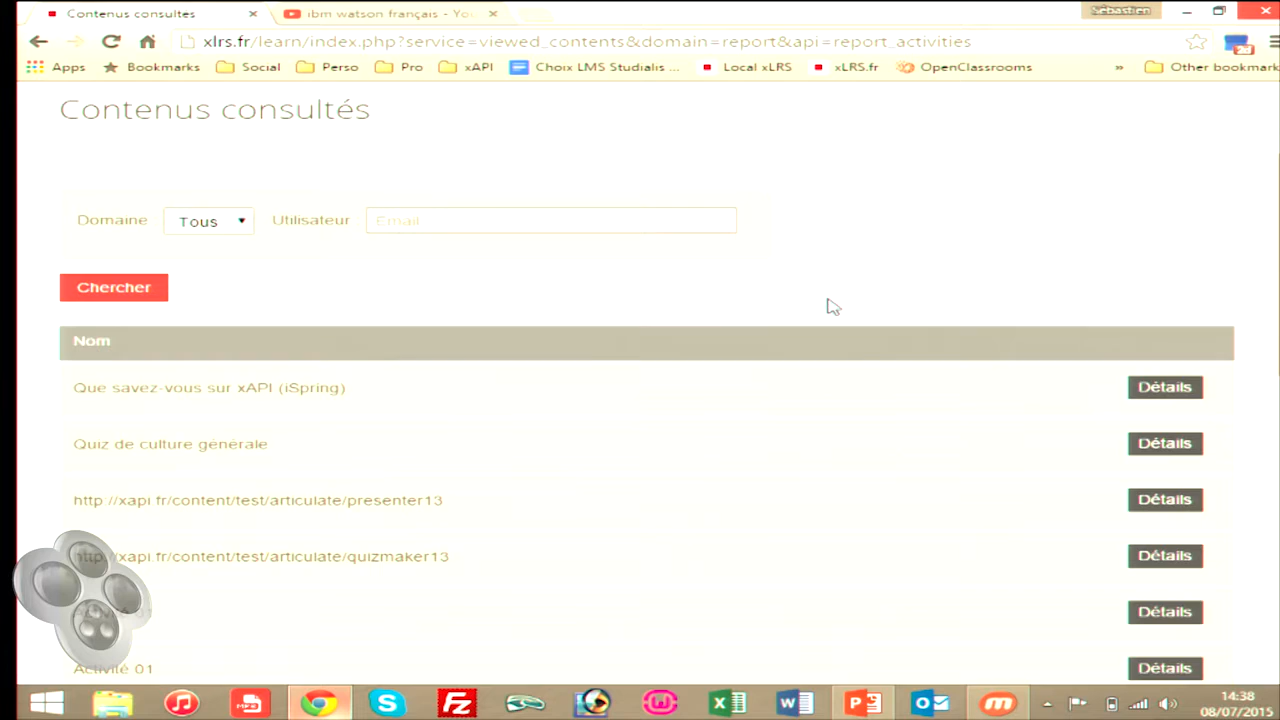 Contenus consultés
ibm watson français - You
Sébastien
xlrs.fr/learn/index.php?service=viewed_contents&domain=report&api=report_activities
Apps Bookmarks Social Perso Pro xAPI Choix LMS Studialis ... Local xLRS xLRS.fr OpenClassrooms » Other bookmark
Contenus consultés
Domaine Tous Utilisateur Email
Chercher
Nom
Que savez-vous sur xAPI (iSpring) Détails
Quiz de culture générale Détails
http://xapi.fr/content/test/articulate/presenter13 Détails
http://xapi.fr/content/test/articulate/quizmaker13 Détails
Détails
Activité 01 Détails
14:38
08/07/2015